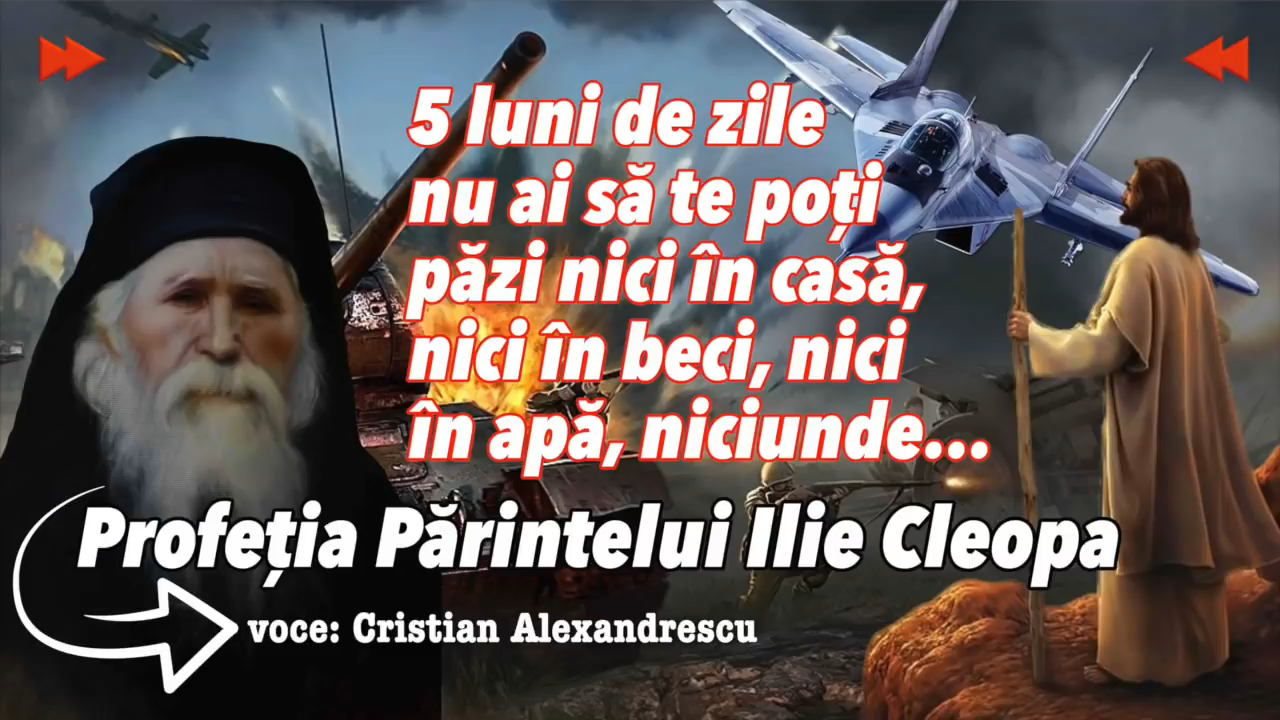 5 luni de zile
nu ai să te poți
păzi nici în casă,
nici în beci, nici
în apă, niciunde...
Profeția Părintelui Ilie Cleopa
voce: Cristian Alexandrescu